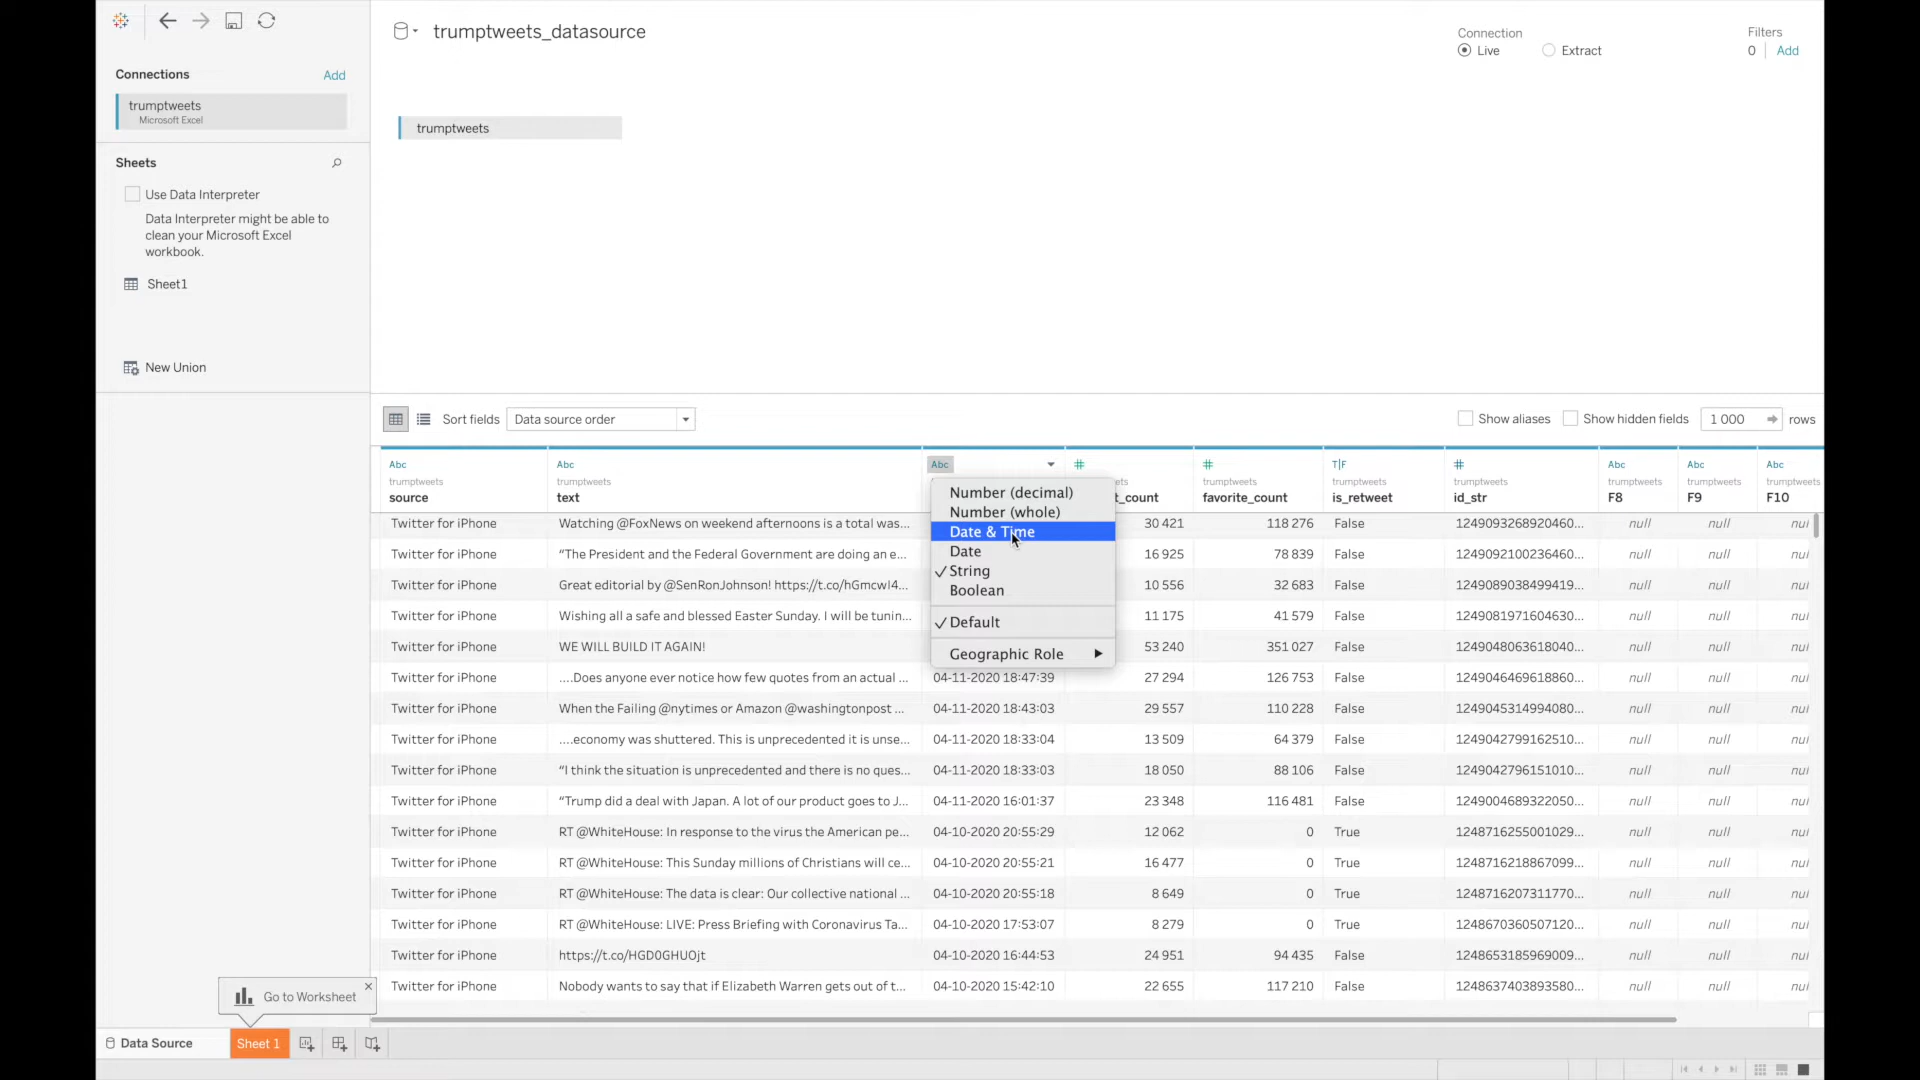 trumptweets_datasource
Connection
Live
Extract
Filters
0
Add
Connections
Add
trumptweets
Microsoft Excel
trumptweets
Sheets
Use Data Interpreter
Data Interpreter might be able to
clean your Microsoft Excel
workbook.
Sheet1
New Union
Sort fields
Data source order
Show aliases
Show hidden fields
1 000
rows
Abc
Abc
Abc
T|F
Abc
Abc
Abc
trumptweets
trumptweets
trumptweets
trumptweets
trumptweets
trumptweets
trumptweets
trumptweets
source
text
t_count
favorite_count
is_retweet
id_str
F8
F9
F10
Number (decimal)
Number (whole)
Date & Time
Date
String
Boolean
Default
Geographic Role
Twitter for iPhone Watching @FoxNews on weekend afternoons is a total was... 30 421 118 276 False 1249093268920460... null null nul
Twitter for iPhone “The President and the Federal Government are doing an e... 16 925 78 839 False 1249092100236460... null null nul
Twitter for iPhone Great editorial by @SenRonJohnson! https://t.co/hGmcwI4... 10 556 32 683 False 1249089038499419... null null nul
Twitter for iPhone Wishing all a safe and blessed Easter Sunday. I will be tunin... 11 175 41 579 False 1249081971604630... null null nul
Twitter for iPhone WE WILL BUILD IT AGAIN! 53 240 351 027 False 1249048063618040... null null nul
Twitter for iPhone ....Does anyone ever notice how few quotes from an actual ... 04-11-2020 18:47:39 27 294 126 753 False 1249046469618860... null null nul
Twitter for iPhone When the Failing @nytimes or Amazon @washingtonpost ... 04-11-2020 18:43:03 29 557 110 228 False 1249045314994080... null null nul
Twitter for iPhone ....economy was shuttered. This is unprecedented it is unse... 04-11-2020 18:33:04 13 509 64 379 False 1249042799162510... null null nul
Twitter for iPhone “I think the situation is unprecedented and there is no ques... 04-11-2020 18:33:03 18 050 88 106 False 1249042796151010... null null nul
Twitter for iPhone “Trump did a deal with Japan. A lot of our product goes to J... 04-11-2020 16:01:37 23 348 116 481 False 1249004689322050... null null nul
Twitter for iPhone RT @WhiteHouse: In response to the virus the American pe... 04-10-2020 20:55:29 12 062 0 True 1248716255001029... null null nul
Twitter for iPhone RT @WhiteHouse: This Sunday millions of Christians will ce... 04-10-2020 20:55:21 16 477 0 True 1248716218867099... null null nul
Twitter for iPhone RT @WhiteHouse: The data is clear: Our collective national ... 04-10-2020 20:55:18 8 649 0 True 1248716207311770... null null nul
Twitter for iPhone RT @WhiteHouse: LIVE: Press Briefing with Coronavirus Ta... 04-10-2020 17:53:07 8 279 0 True 1248670360507120... null null nul
Twitter for iPhone https://t.co/HGD0GHUOjt 04-10-2020 16:44:53 24 951 94 435 False 1248653185969009... null null nul
Twitter for iPhone Nobody wants to say that if Elizabeth Warren gets out of t... 04-10-2020 15:42:10 22 655 117 210 False 1248637403893580... null null nul
Go to Worksheet
Data Source
Sheet 1